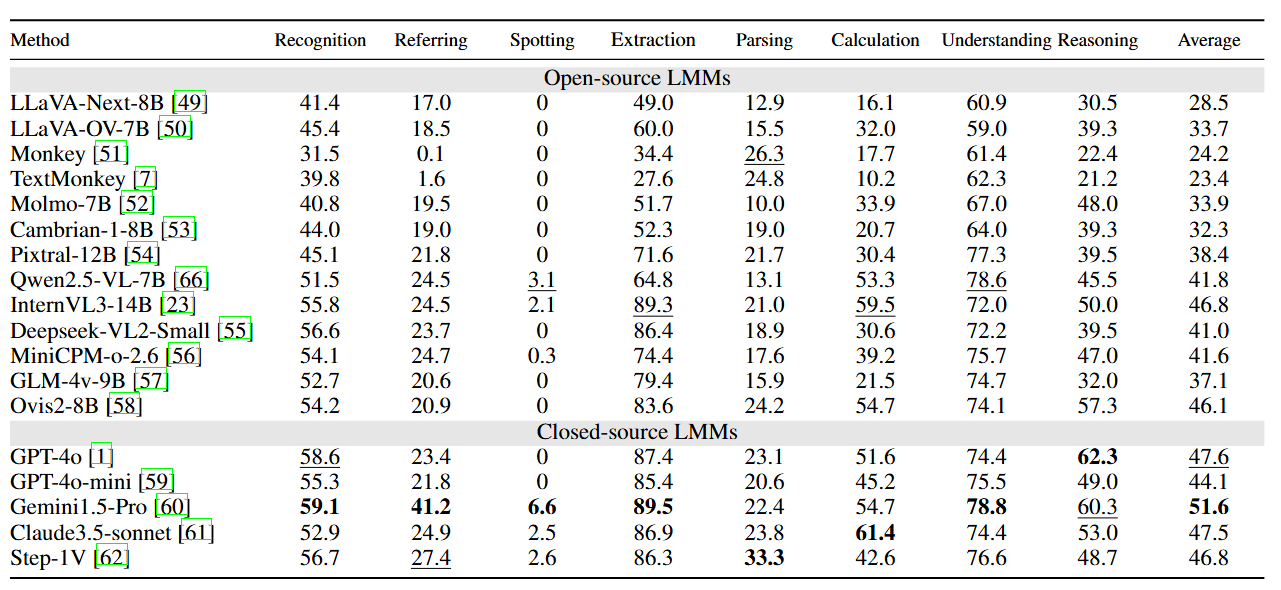 Method Recognition Referring Spotting Extraction Parsing Calculation Understanding Reasoning Average
Open-source LMMs
LLaVA-Next-8B [49] 41.4 17.0 0 49.0 12.9 16.1 60.9 30.5 28.5
LLaVA-OV-7B [50] 45.4 18.5 0 60.0 15.5 32.0 59.0 39.3 33.7
Monkey [51] 31.5 0.1 0 34.4 26.3 17.7 61.4 22.4 24.2
TextMonkey [7] 39.8 1.6 0 27.6 24.8 10.2 62.3 21.2 23.4
Molmo-7B [52] 40.8 19.5 0 51.7 10.0 33.9 67.0 48.0 33.9
Cambrian-1-8B [53] 44.0 19.0 0 52.3 19.0 20.7 64.0 39.3 32.3
Pixtral-12B [54] 45.1 21.8 0 71.6 21.7 30.4 77.3 39.5 38.4
Qwen2.5-VL-7B [66] 51.5 24.5 3.1 64.8 13.1 53.3 78.6 45.5 41.8
InternVL3-14B [23] 55.8 24.5 2.1 89.3 21.0 59.5 72.0 50.0 46.8
Deepseek-VL2-Small [55] 56.6 23.7 0 86.4 18.9 30.6 72.2 39.5 41.0
MiniCPM-o-2.6 [56] 54.1 24.7 0.3 74.4 17.6 39.2 75.7 47.0 41.6
GLM-4v-9B [57] 52.7 20.6 0 79.4 15.9 21.5 74.7 32.0 37.1
Ovis2-8B [58] 54.2 20.9 0 83.6 24.2 54.7 74.1 57.3 46.1
Closed-source LMMs
GPT-4o [1] 58.6 23.4 0 87.4 23.1 51.6 74.4 62.3 47.6
GPT-4o-mini [59] 55.3 21.8 0 85.4 20.6 45.2 75.5 49.0 44.1
Gemini1.5-Pro [60] 59.1 41.2 6.6 89.5 22.4 54.7 78.8 60.3 51.6
Claude3.5-sonnet [61] 52.9 24.9 2.5 86.9 23.8 61.4 74.4 53.0 47.5
Step-1V [62] 56.7 27.4 2.6 86.3 33.3 42.6 76.6 48.7 46.8